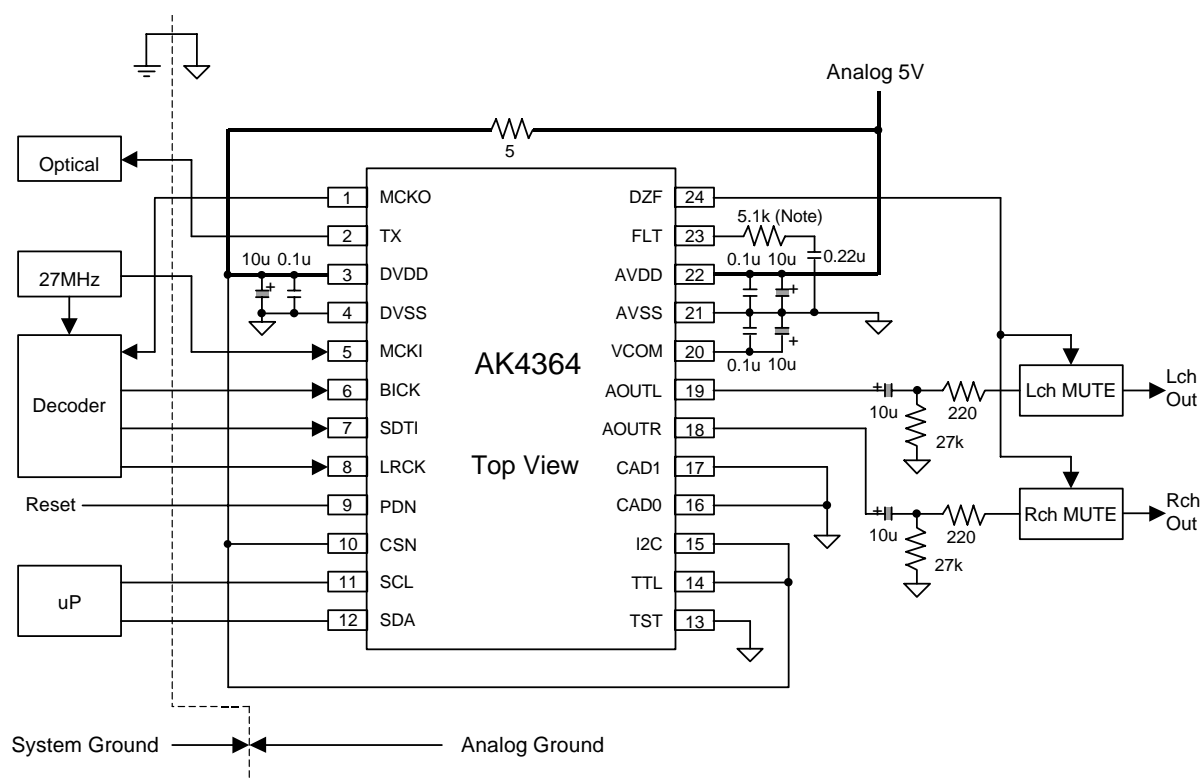 Analog 5V
5
Optical
27MHz
Decoder
Reset
uP
10u 0.1u
1 MCKO
2 TX
3 DVDD
4 DVSS
5 MCKI
6 BICK
7 SDTI
8 LRCK
9 PDN
10 CSN
11 SCL
12 SDA
AK4364
Top View
DZF 24
FLT 23
AVDD 22
AVSS 21
VCOM 20
AOUTL 19
AOUTR 18
CAD1 17
CAD0 16
I2C 15
TTL 14
TST 13
5.1k (Note)
0.22u
0.1u 10u
+
+
0.1u 10u
+
10u
220
27k
Lch MUTE
Lch
Out
+
10u
220
27k
Rch MUTE
Rch
Out
+
System Ground
Analog Ground